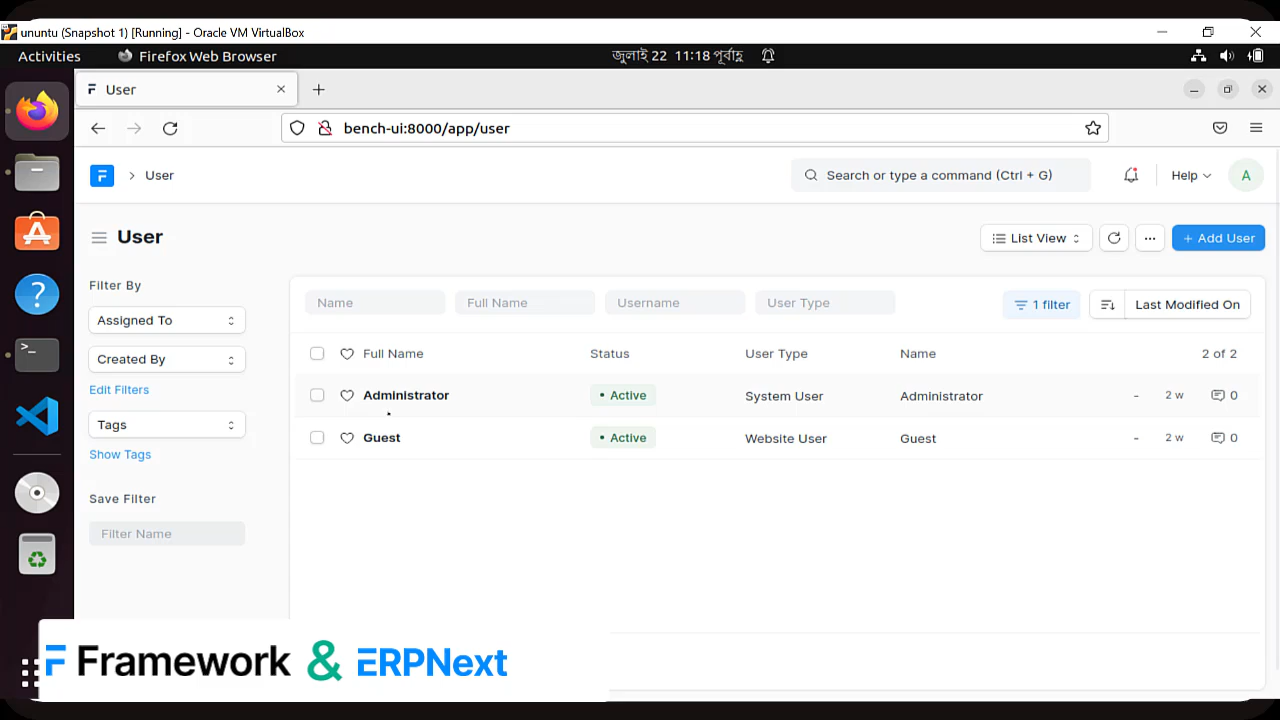 ununtu (Snapshot 1) [Running] - Oracle VM VirtualBox
Activities Firefox Web Browser জুলাই 22 11:18 পূর্বাহ্ণ
F User
bench-ui:8000/app/user
F User Search or type a command (Ctrl + G) Help A
User List View + Add User
Filter By
Assigned To
Created By
Edit Filters
Tags
Show Tags
Save Filter
Filter Name
Name Full Name Username User Type 1 filter Last Modified On
Full Name Status User Type Name 2 of 2
Administrator • Active System User Administrator - 2 w 0
Guest • Active Website User Guest - 2 w 0
F Framework & ERPNext